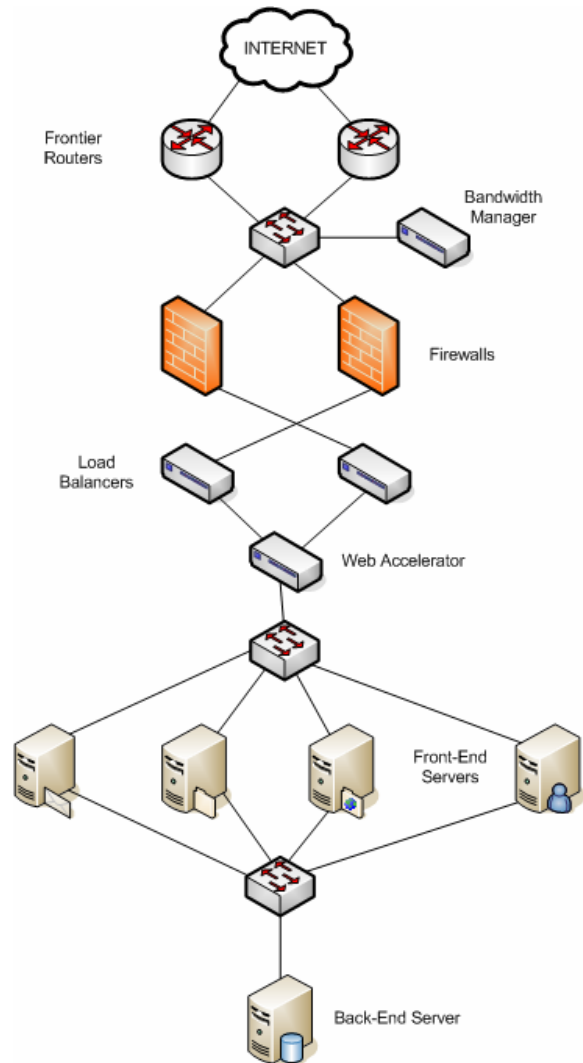 INTERNET
Frontier
Routers
Bandwidth
Manager
Firewalls
Load
Balancers
Web Accelerator
Front-End
Servers
Back-End Server